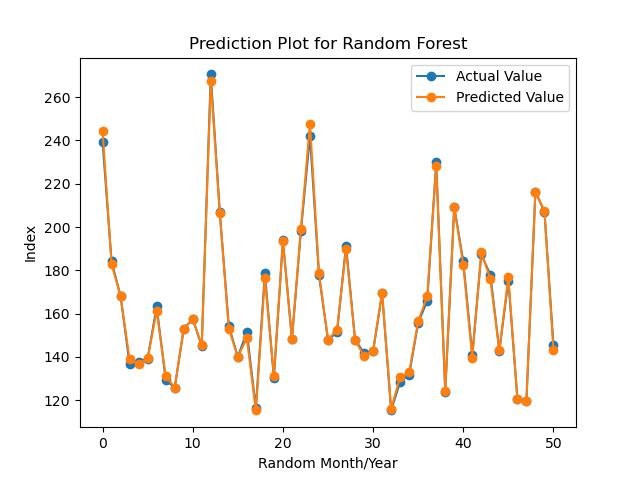 Prediction Plot for Random Forest
Actual Value
Predicted Value
260
240
220
200
180
160
140
120
Index
0 10 20 30 40 50
Random Month/Year